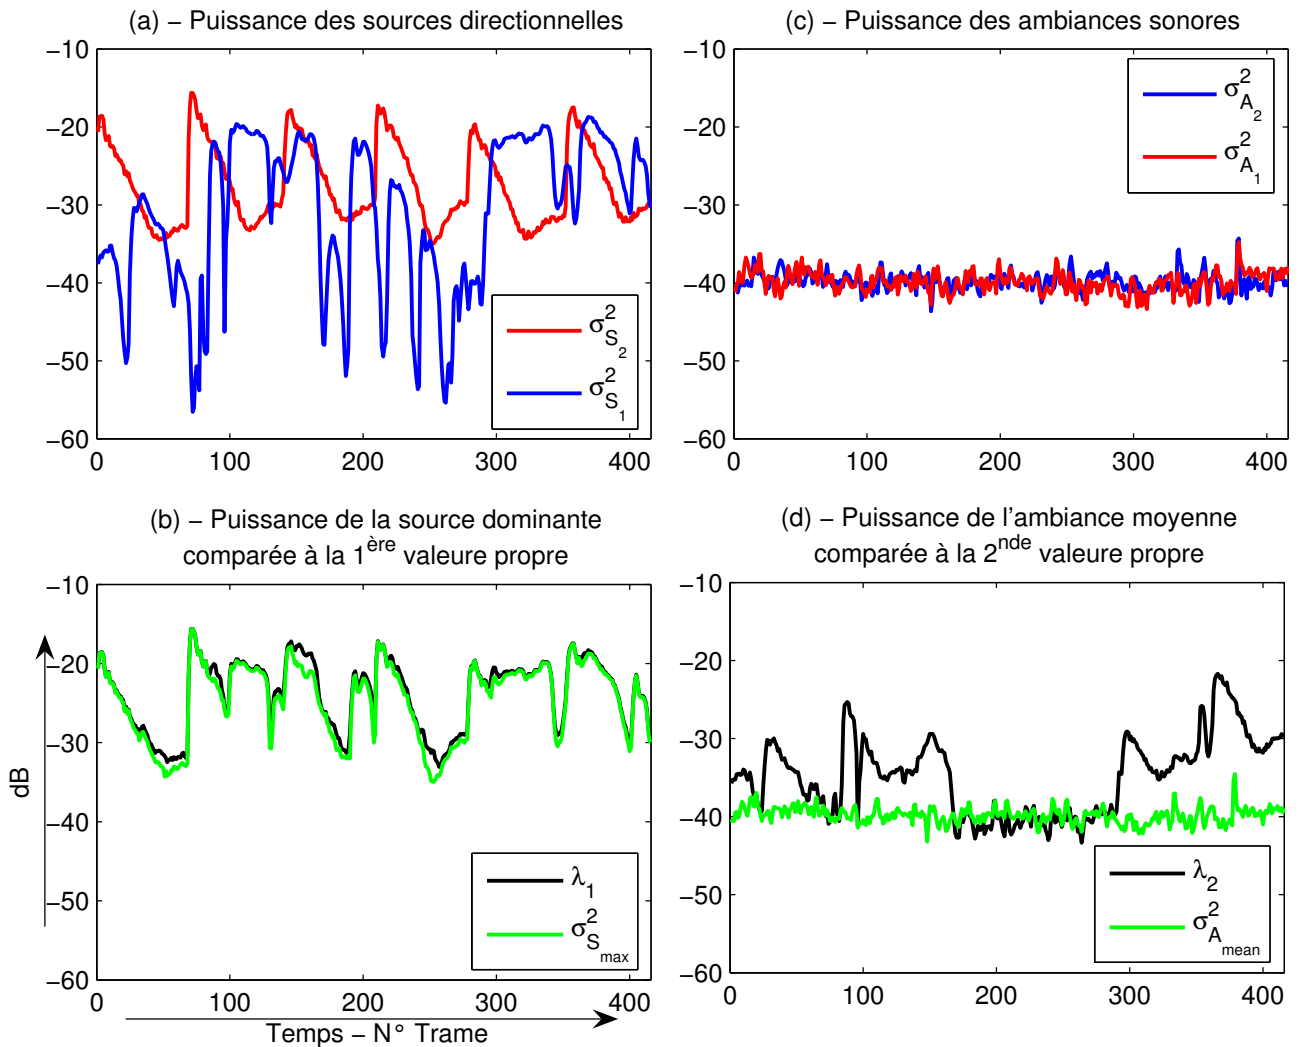 (a) − Puissance des sources directionnelles
−10
−20
−30
−40
−50
−60
0 100 200 300 400
σ²S₂
σ²S₁
(c) − Puissance des ambiances sonores
−10
−20
−30
−40
−50
−60
0 100 200 300 400
σ²A₂
σ²A₁
(b) − Puissance de la source dominante
comparée à la 1ère valeure propre
−10
−20
−30
−40
−50
−60
0 100 200 300 400
dB
Temps − N° Trame
λ₁
σ²Smax
(d) − Puissance de l'ambiance moyenne
comparée à la 2nde valeure propre
−10
−20
−30
−40
−50
−60
0 100 200 300 400
λ₂
σ²Amean